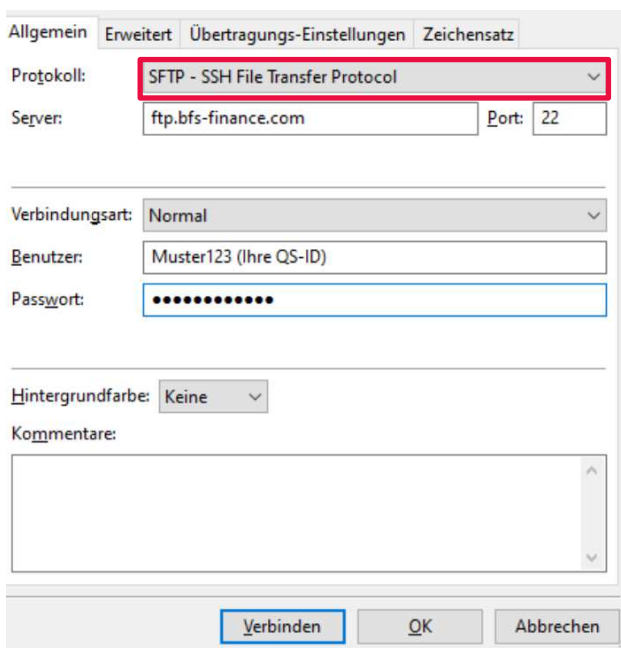 Allgemein Erweitert Übertragungs-Einstellungen Zeichensatz
Protokoll: SFTP - SSH File Transfer Protocol
Server: ftp.bfs-finance.com Port: 22
Verbindungsart: Normal
Benutzer: Muster123 (Ihre QS-ID)
Passwort: ●●●●●●●●●●●●
Hintergrundfarbe: Keine
Kommentare:
Verbinden OK Abbrechen